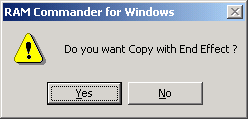 RAM Commander for Windows
Do you want Copy with End Effect ?
Yes
No